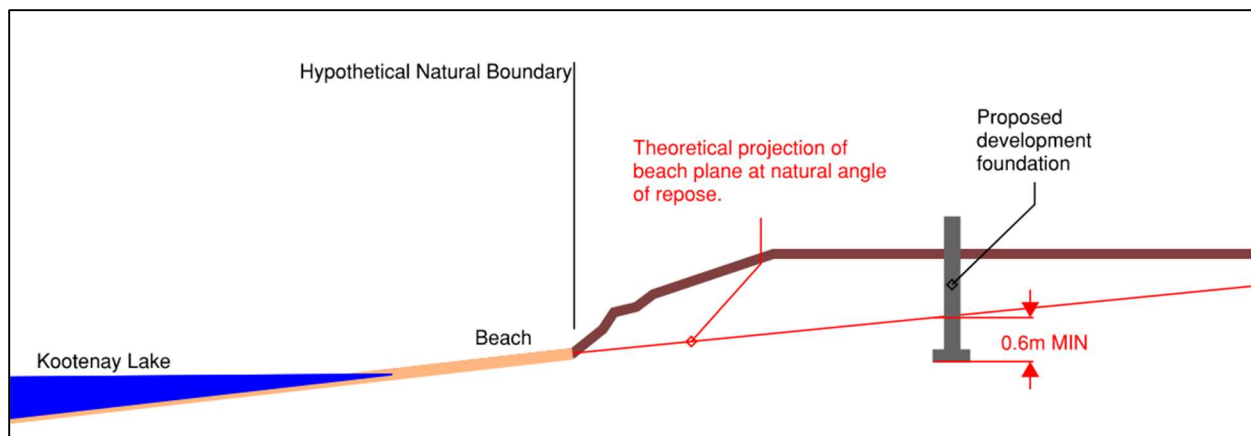 Hypothetical Natural Boundary
Proposed
development
foundation
Theoretical projection of
beach plane at natural angle
of repose.
Beach
0.6m MIN
Kootenay Lake